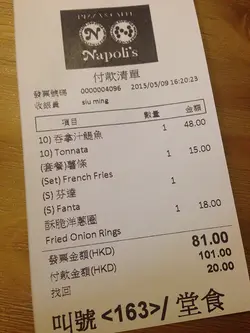 PIZZA & CAFFE
N
Napoli's
付款清單
發票號碼 0000004096 2015/05/09 16:20:23
收銀員 siu ming
項目 數量 金額
10) 吞拿汁鯷魚 1 48.00
10) Tonnata
(套餐)薯條 1 15.00
(Set) French Fries
(S) 芬達 1
(S) Fanta
酥脆洋蔥圈 1 18.00
Fried Onion Rings
發票金額(HKD) 81.00
付款金額(HKD) 101.00
找回 20.00
叫號 <163>/ 堂食